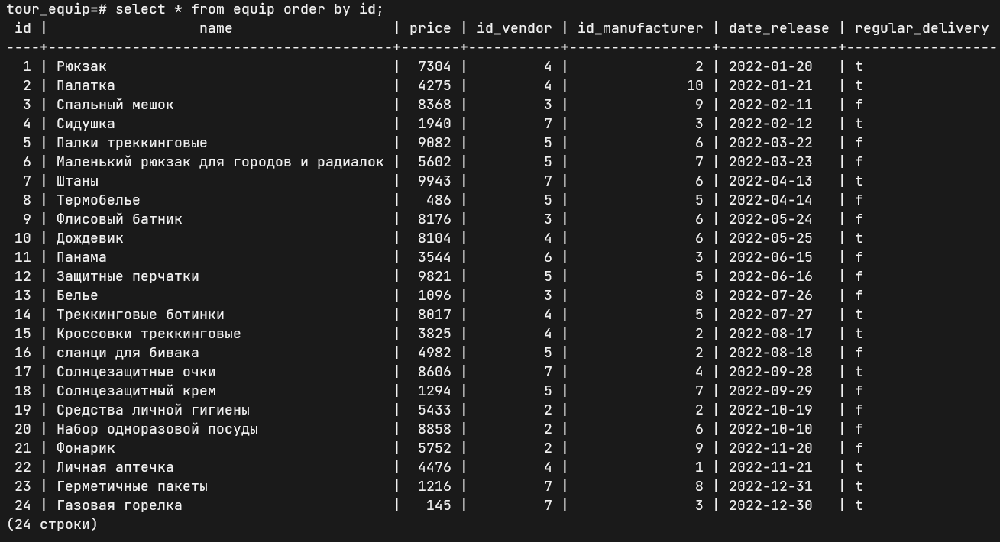 tour_equip=# select * from equip order by id;
 id |                  name                   | price | id_vendor | id_manufacturer | date_release | regular_delivery
----+-----------------------------------------+-------+-----------+-----------------+--------------+------------------
  1 | Рюкзак                                  |  7304 |         4 |               2 | 2022-01-20   | t
  2 | Палатка                                 |  4275 |         4 |              10 | 2022-01-21   | t
  3 | Спальный мешок                          |  8368 |         3 |               9 | 2022-02-11   | f
  4 | Сидушка                                 |  1940 |         7 |               3 | 2022-02-12   | t
  5 | Палки треккинговые                      |  9082 |         5 |               6 | 2022-03-22   | f
  6 | Маленький рюкзак для городов и радиалок |  5602 |         5 |               7 | 2022-03-23   | f
  7 | Штаны                                   |  9943 |         7 |               6 | 2022-04-13   | t
  8 | Термобелье                              |   486 |         5 |               5 | 2022-04-14   | f
  9 | Флисовый батник                         |  8176 |         3 |               6 | 2022-05-24   | f
 10 | Дождевик                                |  8104 |         4 |               6 | 2022-05-25   | t
 11 | Панама                                  |  3544 |         6 |               3 | 2022-06-15   | f
 12 | Защитные перчатки                       |  9821 |         5 |               5 | 2022-06-16   | f
 13 | Белье                                   |  1096 |         3 |               8 | 2022-07-26   | f
 14 | Треккинговые ботинки                    |  8017 |         4 |               5 | 2022-07-27   | t
 15 | Кроссовки треккинговые                  |  3825 |         4 |               2 | 2022-08-17   | t
 16 | сланци для бивака                       |  4982 |         5 |               2 | 2022-08-18   | f
 17 | Солнцезащитные очки                     |  8606 |         7 |               4 | 2022-09-28   | t
 18 | Солнцезащитный крем                     |  1294 |         5 |               7 | 2022-09-29   | f
 19 | Средства личной гигиены                 |  5433 |         2 |               2 | 2022-10-19   | f
 20 | Набор одноразовой посуды                |  8858 |         2 |               6 | 2022-10-10   | f
 21 | Фонарик                                 |  5752 |         2 |               9 | 2022-11-20   | f
 22 | Личная аптечка                          |  4476 |         4 |               1 | 2022-11-21   | t
 23 | Герметичные пакеты                      |  1216 |         7 |               8 | 2022-12-31   | t
 24 | Газовая горелка                         |   145 |         7 |               3 | 2022-12-30   | t
(24 строки)